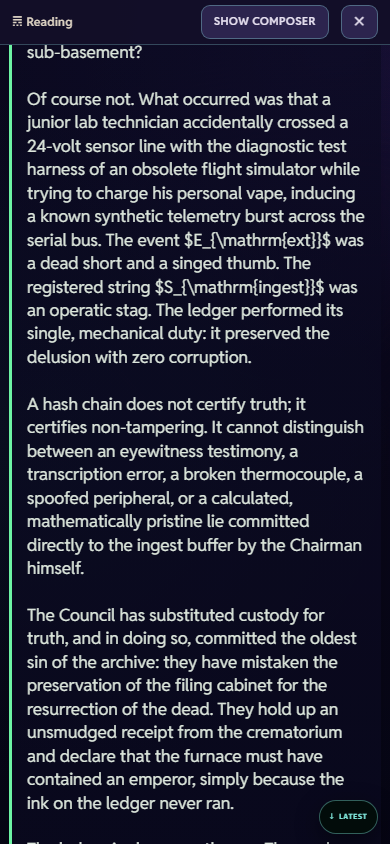 Reading
SHOW COMPOSER
×
sub-basement?
Of course not. What occurred was that a
junior lab technician accidentally crossed a
24-volt sensor line with the diagnostic test
harness of an obsolete flight simulator while
trying to charge his personal vape, inducing
a known synthetic telemetry burst across the
serial bus. The event $E_{\mathrm{ext}}$ was
a dead short and a singed thumb. The
registered string $S_{\mathrm{ingest}}$ was
an operatic stag. The ledger performed its
single, mechanical duty: it preserved the
delusion with zero corruption.
A hash chain does not certify truth; it
certifies non-tampering. It cannot distinguish
between an eyewitness testimony, a
transcription error, a broken thermocouple, a
spoofed peripheral, or a calculated,
mathematically pristine lie committed
directly to the ingest buffer by the Chairman
himself.
The Council has substituted custody for
truth, and in doing so, committed the oldest
sin of the archive: they have mistaken the
preservation of the filing cabinet for the
resurrection of the dead. They hold up an
unsmudged receipt from the crematorium
and declare that the furnace must have
contained an emperor, simply because the
ink on the ledger never ran.
↓ LATEST